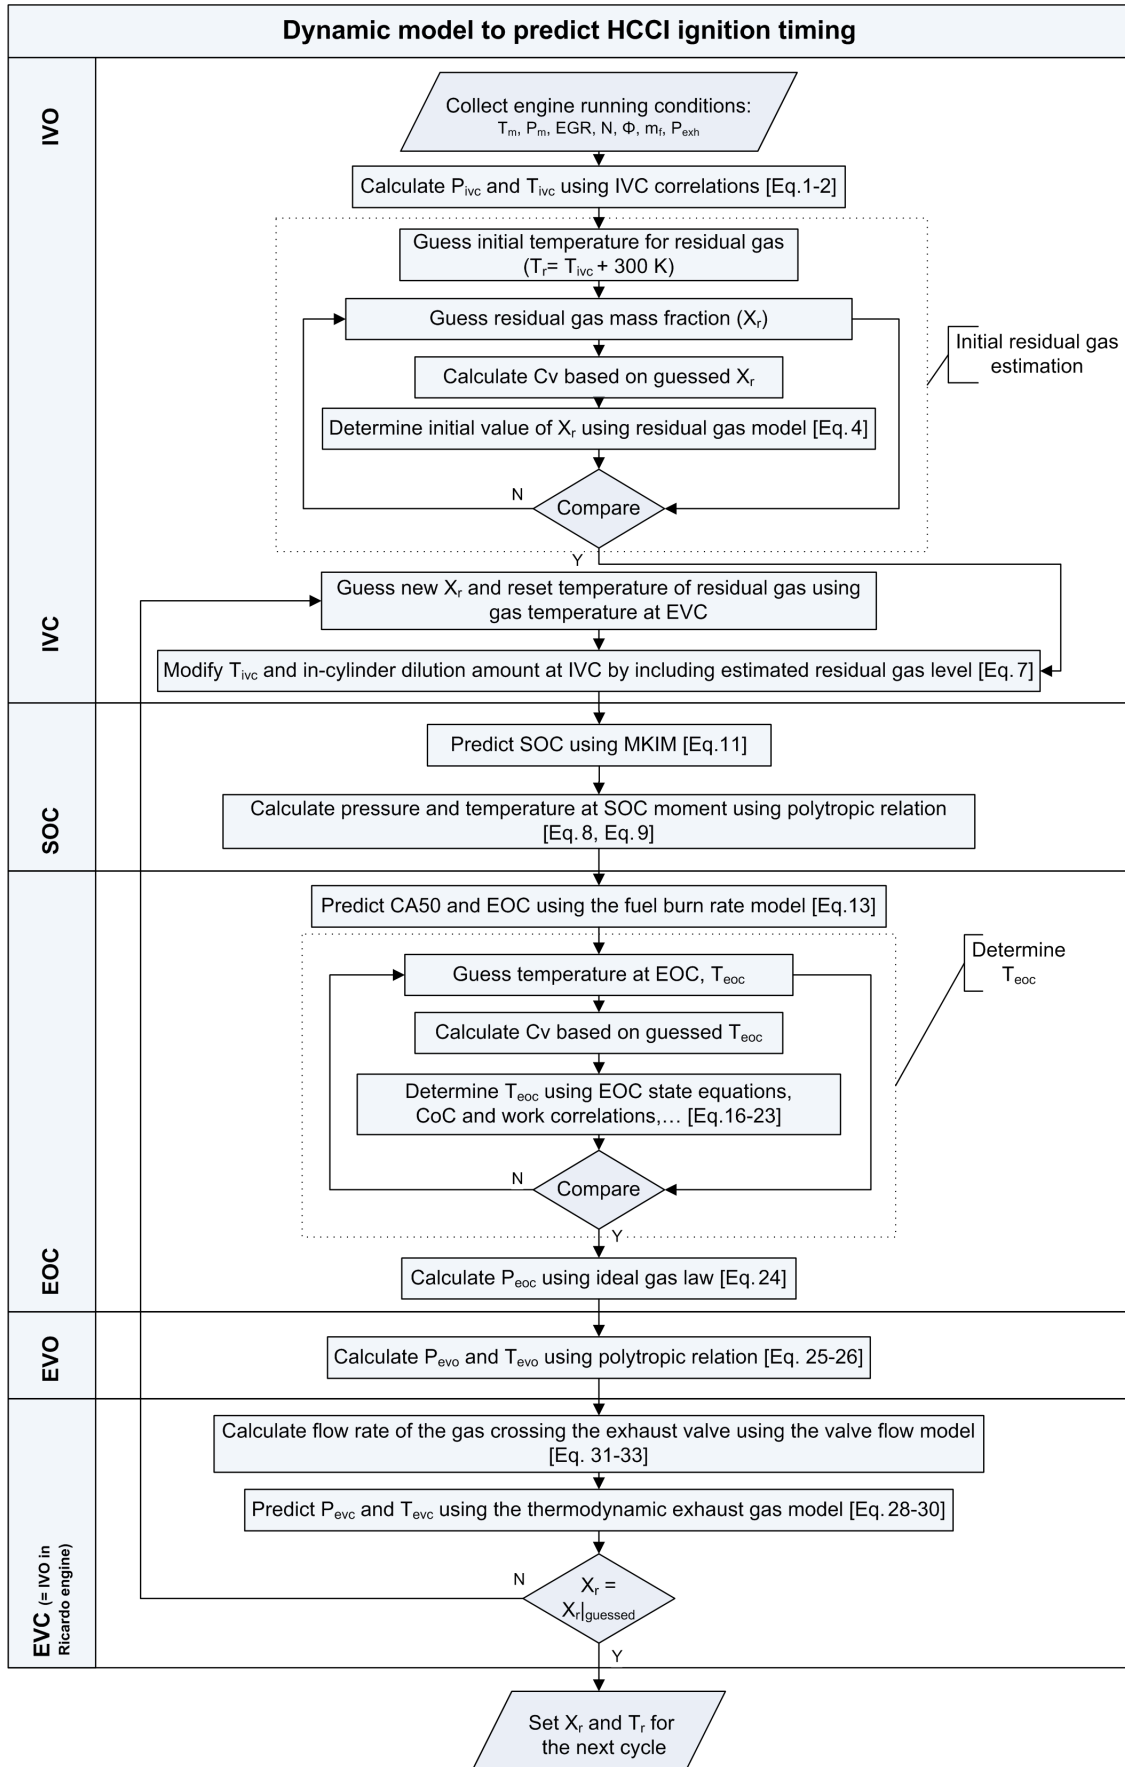 Dynamic model to predict HCCI ignition timing
IVO
Collect engine running conditions:
Tm, Pm, EGR, N, Φ, mf, Pexh
Calculate Pivc and Tivc using IVC correlations [Eq.1-2]
Guess initial temperature for residual gas
(Tr= Tivc + 300 K)
Guess residual gas mass fraction (Xr)
Calculate Cv based on guessed Xr
Determine initial value of Xr using residual gas model [Eq.4]
Initial residual gas
estimation
N
Compare
Y
IVC
Guess new Xr and reset temperature of residual gas using
gas temperature at EVC
Modify Tivc and in-cylinder dilution amount at IVC by including estimated residual gas level [Eq.7]
SOC
Predict SOC using MKIM [Eq.11]
Calculate pressure and temperature at SOC moment using polytropic relation
[Eq.8, Eq.9]
EOC
Predict CA50 and EOC using the fuel burn rate model [Eq.13]
Guess temperature at EOC, Teoc
Calculate Cv based on guessed Teoc
Determine Teoc using EOC state equations,
CoC and work correlations,... [Eq.16-23]
Determine
Teoc
N
Compare
Y
Calculate Peoc using ideal gas law [Eq.24]
EVO
Calculate Pevo and Tevo using polytropic relation [Eq. 25-26]
EVC (= IVO in
Ricardo engine)
Calculate flow rate of the gas crossing the exhaust valve using the valve flow model
[Eq. 31-33]
Predict Pevc and Tevc using the thermodynamic exhaust gas model [Eq.28-30]
N
Xr =
Xr|guessed
Y
Set Xr and Tr for
the next cycle